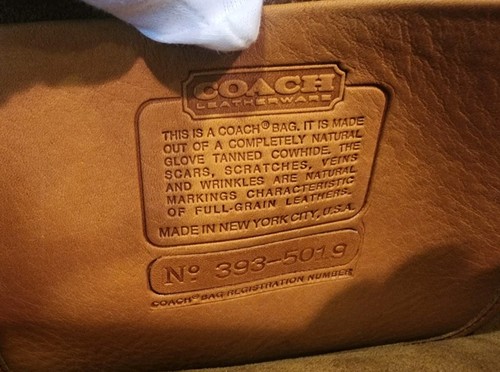 COACH
LEATHERWARE
THIS IS A COACH® BAG. IT IS MADE
OUT OF A COMPLETELY NATURAL
GLOVE TANNED COWHIDE. THE
SCARS, SCRATCHES, VEINS
AND WRINKLES ARE NATURAL
MARKINGS CHARACTERISTIC
OF FULL-GRAIN LEATHERS.
MADE IN NEW YORK CITY, U.S.A.
Nº 393-5019
COACH® BAG REGISTRATION NUMBER